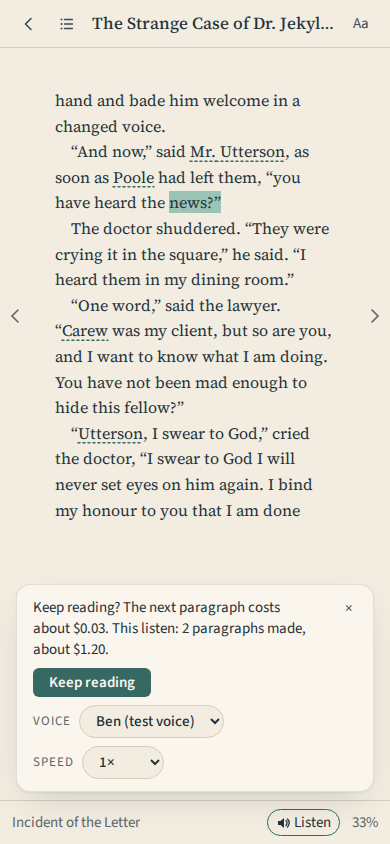 The Strange Case of Dr. Jekyl...
Aa
hand and bade him welcome in a
changed voice.
“And now,” said Mr. Utterson, as
soon as Poole had left them, “you
have heard the news?”
The doctor shuddered. “They were
crying it in the square,” he said. “I
heard them in my dining room.”
“One word,” said the lawyer.
“Carew was my client, but so are you,
and I want to know what I am doing.
You have not been mad enough to
hide this fellow?”
“Utterson, I swear to God,” cried
the doctor, “I swear to God I will
never set eyes on him again. I bind
my honour to you that I am done
Keep reading? The next paragraph costs
about $0.03. This listen: 2 paragraphs made,
about $1.20.
×
Keep reading
VOICE Ben (test voice)
SPEED 1×
Incident of the Letter
Listen
33%